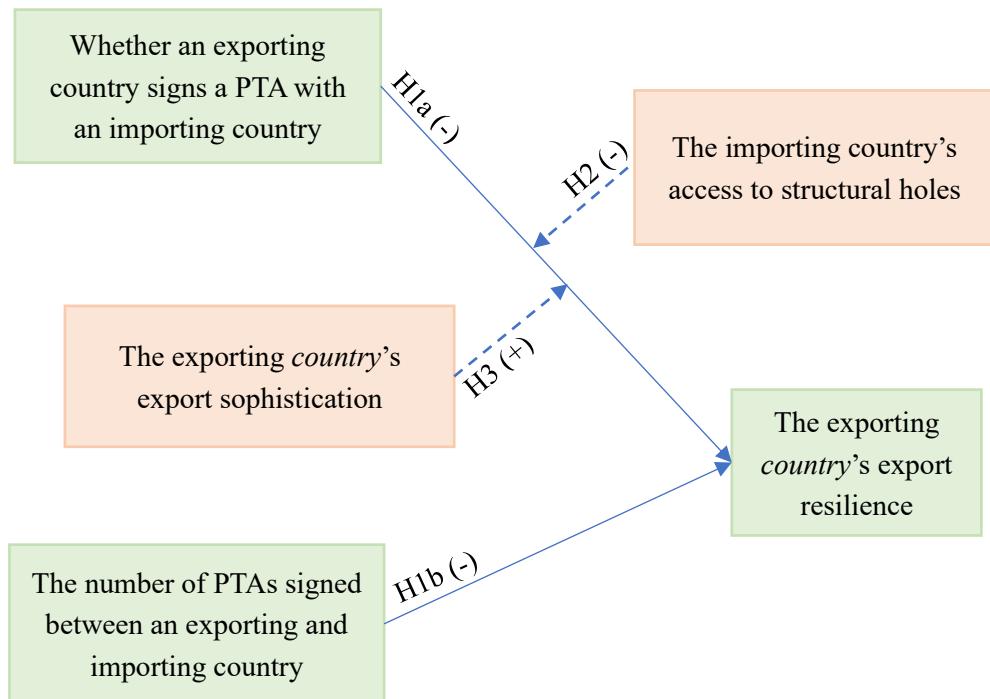 Whether an exporting
country signs a PTA with
an importing country
H1a (-)
H2 (-)
The importing country’s
access to structural holes
The exporting country’s
export sophistication
H3 (+)
The exporting
country’s export
resilience
H1b (-)
The number of PTAs signed
between an exporting and
importing country